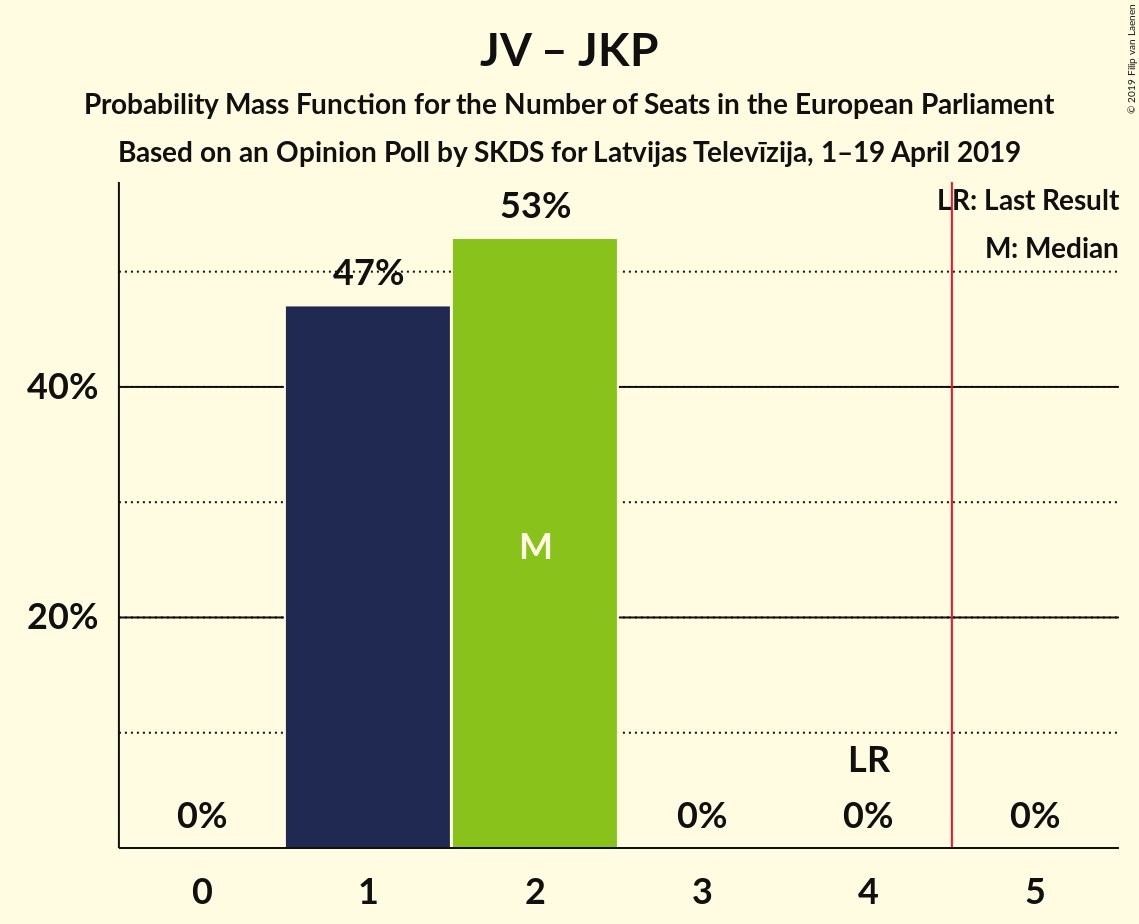 JV – JKP
Probability Mass Function for the Number of Seats in the European Parliament
Based on an Opinion Poll by SKDS for Latvijas Televīzija, 1–19 April 2019
© 2019 Filip van Laenen
LR: Last Result
M: Median
53%
47%
40%
M
20%
LR
0%
0%
0%
0%
0 1 2 3 4 5